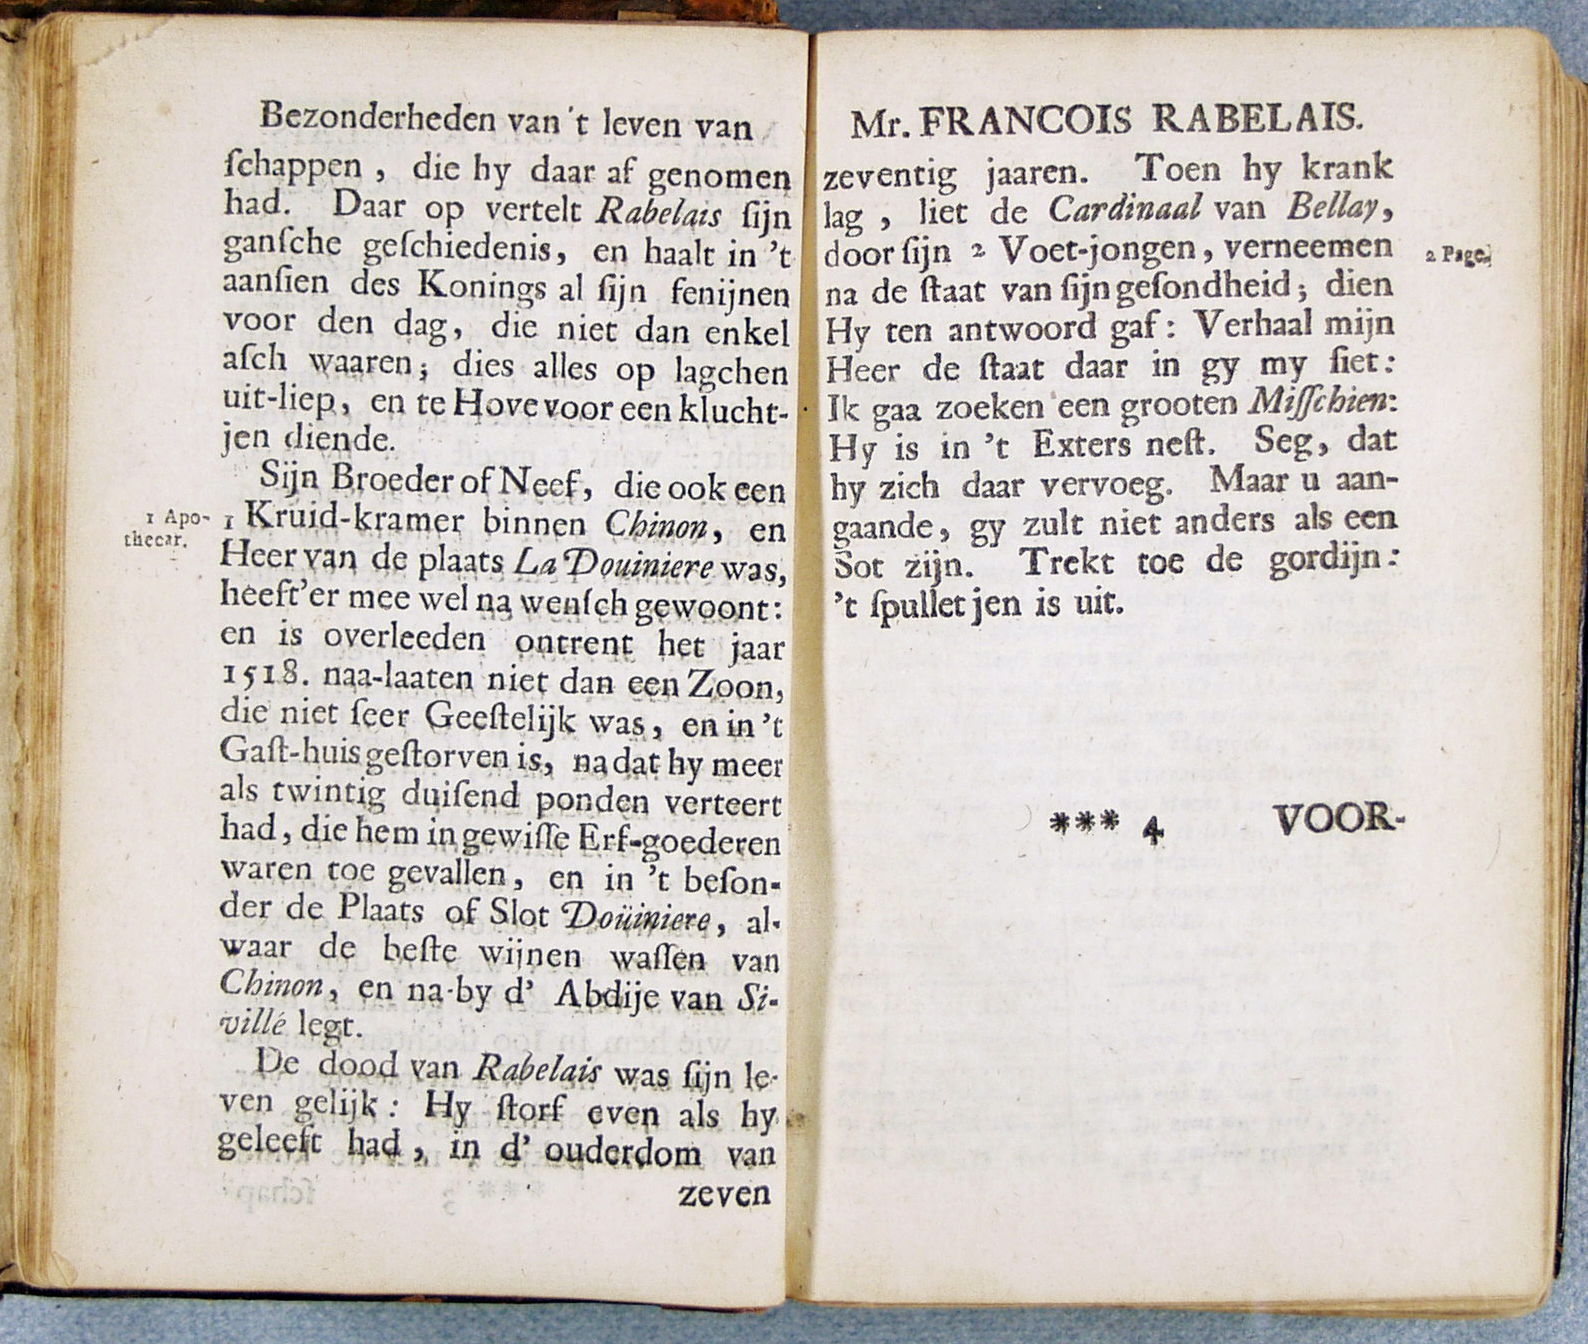 Bezonderheden van 't leven van
ſchappen , die hy daar af genomen
had. Daar op vertelt Rabelais ſijn
ganſche geſchiedenis, en haalt in 't
aanſien des Konings al ſijn fenijnen
voor den dag, die niet dan enkel
aſch waaren; dies alles op lagchen
uit-liep, en te Hove voor een klucht-
jen diende.
Sijn Broeder of Neef, die ook een
1 Apo-
thecar.
1 Kruid-kramer binnen Chinon, en
Heer van de plaats La Douiniere was,
heeft'er mee wel na wenſch gewoont:
en is overleeden ontrent het jaar
1518. naa-laaten niet dan een Zoon,
die niet ſeer Geeſtelijk was, en in 't
Gaſt-huis geſtorven is, na dat hy meer
als twintig duiſend ponden verteert
had, die hem in gewiſſe Erf-goederen
waren toe gevallen, en in 't beſon-
der de Plaats of Slot Doüiniere, al-
waar de beſte wijnen waſſen van
Chinon, en na-by d' Abdije van Si-
villé legt.
De dood van Rabelais was ſijn le-
ven gelijk: Hy ſtorf even als hy
geleeft had, in d' ouderdom van
zeven
Mr. FRANCOIS RABELAIS.
zeventig jaaren. Toen hy krank
lag , liet de Cardinaal van Bellay,
door ſijn 2 Voet-jongen, verneemen
2 Page.
na de ſtaat van ſijn geſondheid; dien
Hy ten antwoord gaf: Verhaal mijn
Heer de ſtaat daar in gy my ſiet:
Ik gaa zoeken een grooten Miſſchien:
Hy is in 't Exters neſt. Seg, dat
hy zich daar vervoeg. Maar u aan-
gaande, gy zult niet anders als een
Sot zijn. Trekt toe de gordijn:
't ſpulletjen is uit.
*** 4 VOOR-